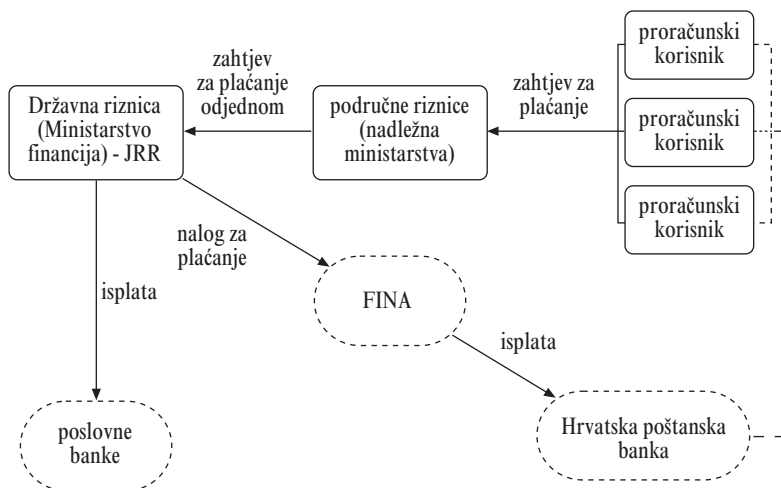 zahtjev
za plaćanje
odjednom
Državna riznica
(Ministarstvo
financija) - JRR
područne riznice
(nadležna
ministarstva)
zahtjev za
plaćanje
proračunski
korisnik
proračunski
korisnik
proračunski
korisnik
nalog za
plaćanje
isplata
FINA
isplata
poslovne
banke
Hrvatska poštanska
banka